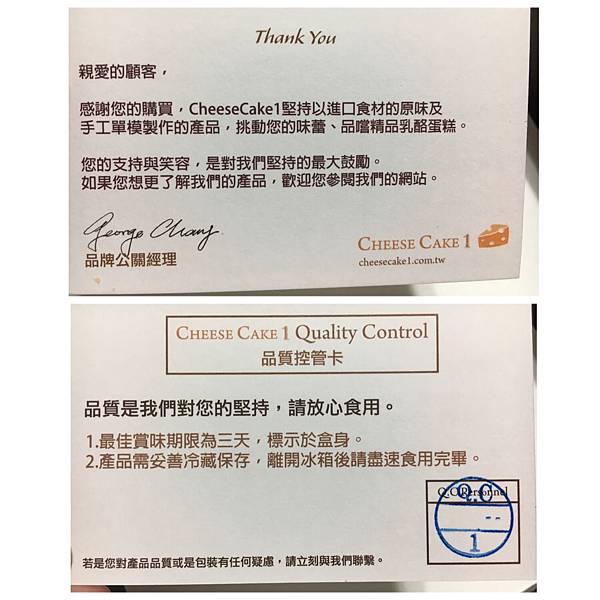 Thank You
親愛的顧客，
感謝您的購買，CheeseCake1堅持以進口食材的原味及
手工單模製作的產品，挑動您的味蕾、品嚐精品乳酪蛋糕。
您的支持與笑容，是對我們堅持的最大鼓勵。
如果您想更了解我們的產品，歡迎您參閱我們的網站。
George Chang
品牌公關經理
CHEESE CAKE 1
cheesecake1.com.tw
CHEESE CAKE 1 Quality Control
品質控管卡
品質是我們對您的堅持，請放心食用。
1.最佳賞味期限為三天，標示於盒身。
2.產品需妥善冷藏保存，離開冰箱後請盡速食用完畢。
Q.C Personnel
Q.C
--
1
若是您對產品品質或是包裝有任何疑慮，請立刻與我們聯繫。